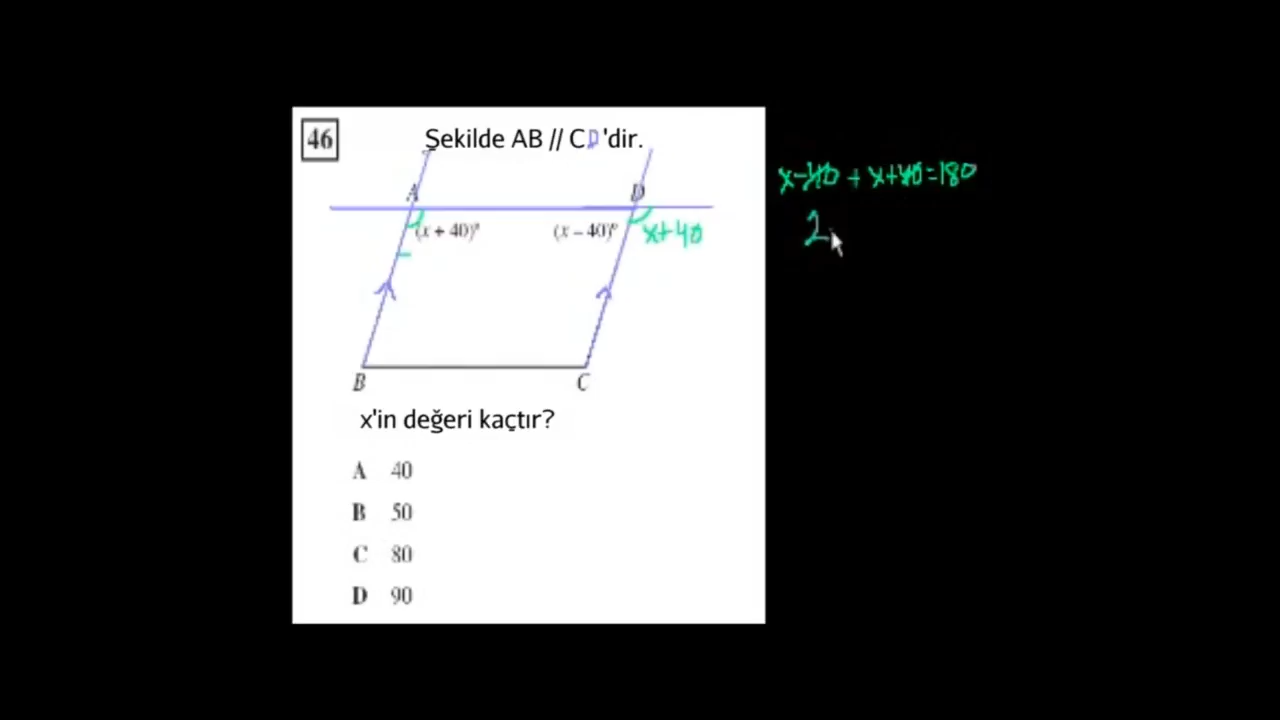 46 Şekilde AB // CD'dir.
x-40 + x+40=180
A D
(x + 40)° (x – 40)° x+40
2
B C
x'in değeri kaçtır?
A 40
B 50
C 80
D 90